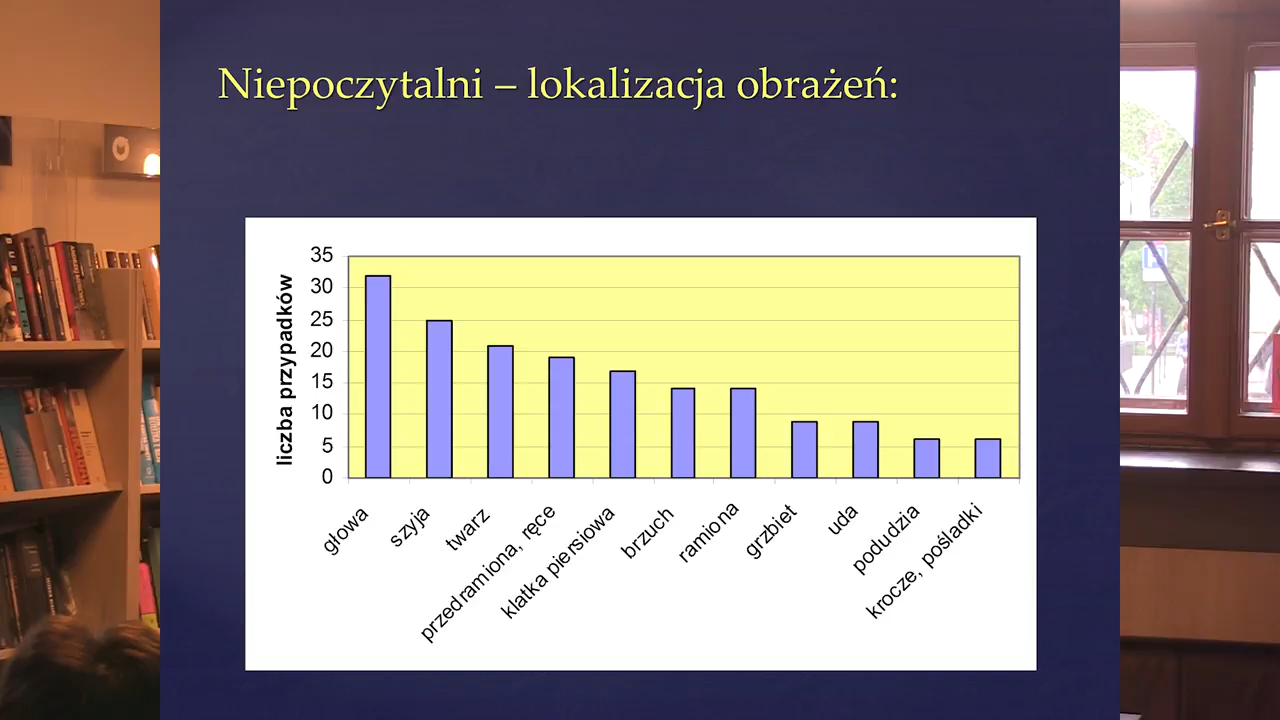 Niepoczytalni – lokalizacja obrażeń:
liczba przypadków
35
30
25
20
15
10
5
0
głowa
szyja
twarz
przedramiona, ręce
klatka piersiowa
brzuch
ramiona
grzbiet
uda
podudzia
krocze, pośladki